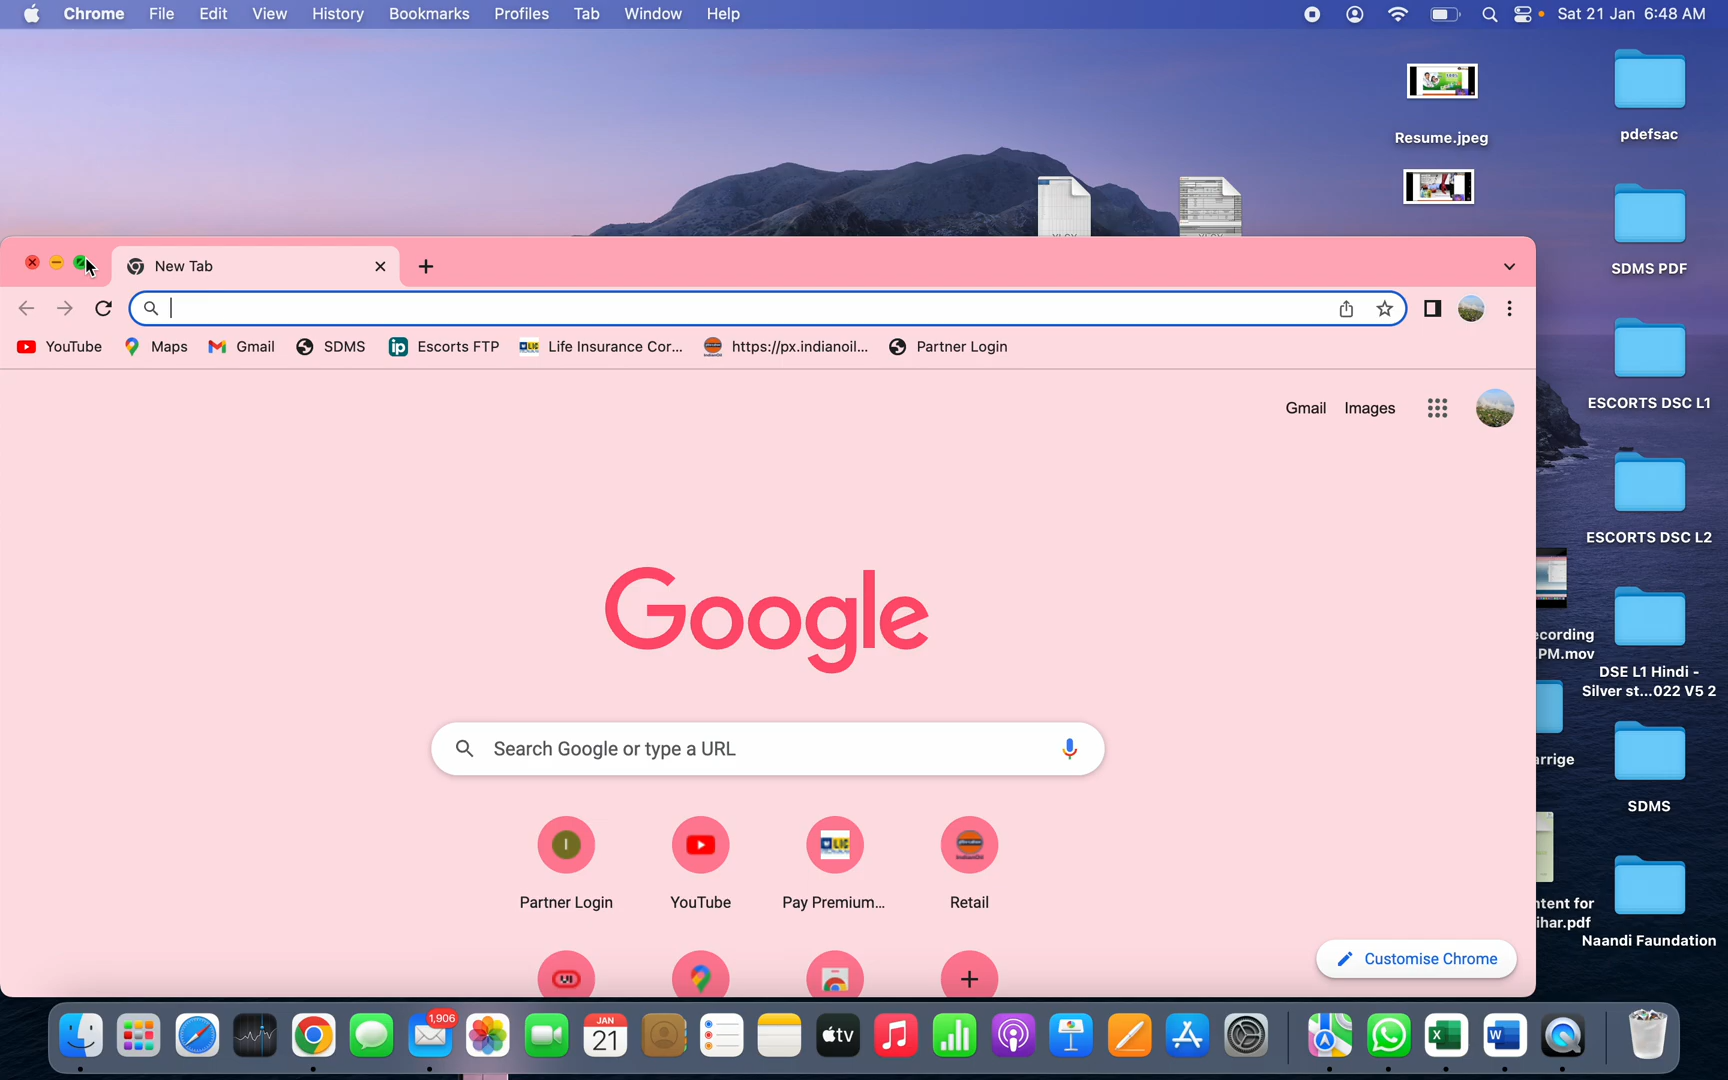 Chrome File Edit View History Bookmarks Profiles Tab Window Help Sat 21 Jan 6:48 AM
Resume.jpeg
pdefsac
SDMS PDF
ESCORTS DSC L1
ESCORTS DSC L2
ecording
PM.mov
DSE L1 Hindi -
Silver st...022 V5 2
arrige
SDMS
ntent for
ihar.pdf
Naandi Faundation
New Tab
YouTube Maps Gmail SDMS Escorts FTP Life Insurance Cor... https://px.indianoil... Partner Login
Gmail Images
Google
Search Google or type a URL
Partner Login YouTube Pay Premium... Retail
Customise Chrome
1,906
JAN
21
tv